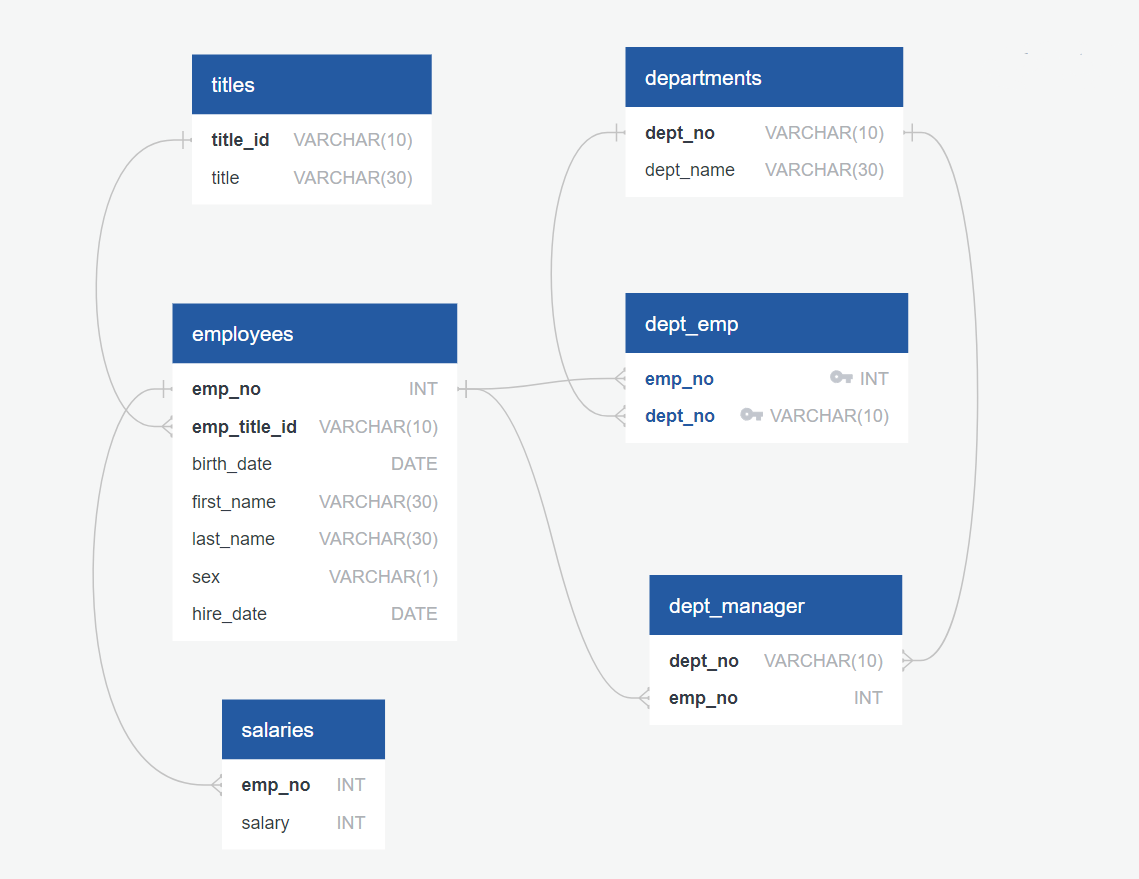 titles
title_id VARCHAR(10)
title VARCHAR(30)
departments
dept_no VARCHAR(10)
dept_name VARCHAR(30)
employees
emp_no INT
emp_title_id VARCHAR(10)
birth_date DATE
first_name VARCHAR(30)
last_name VARCHAR(30)
sex VARCHAR(1)
hire_date DATE
dept_emp
emp_no INT
dept_no VARCHAR(10)
dept_manager
dept_no VARCHAR(10)
emp_no INT
salaries
emp_no INT
salary INT